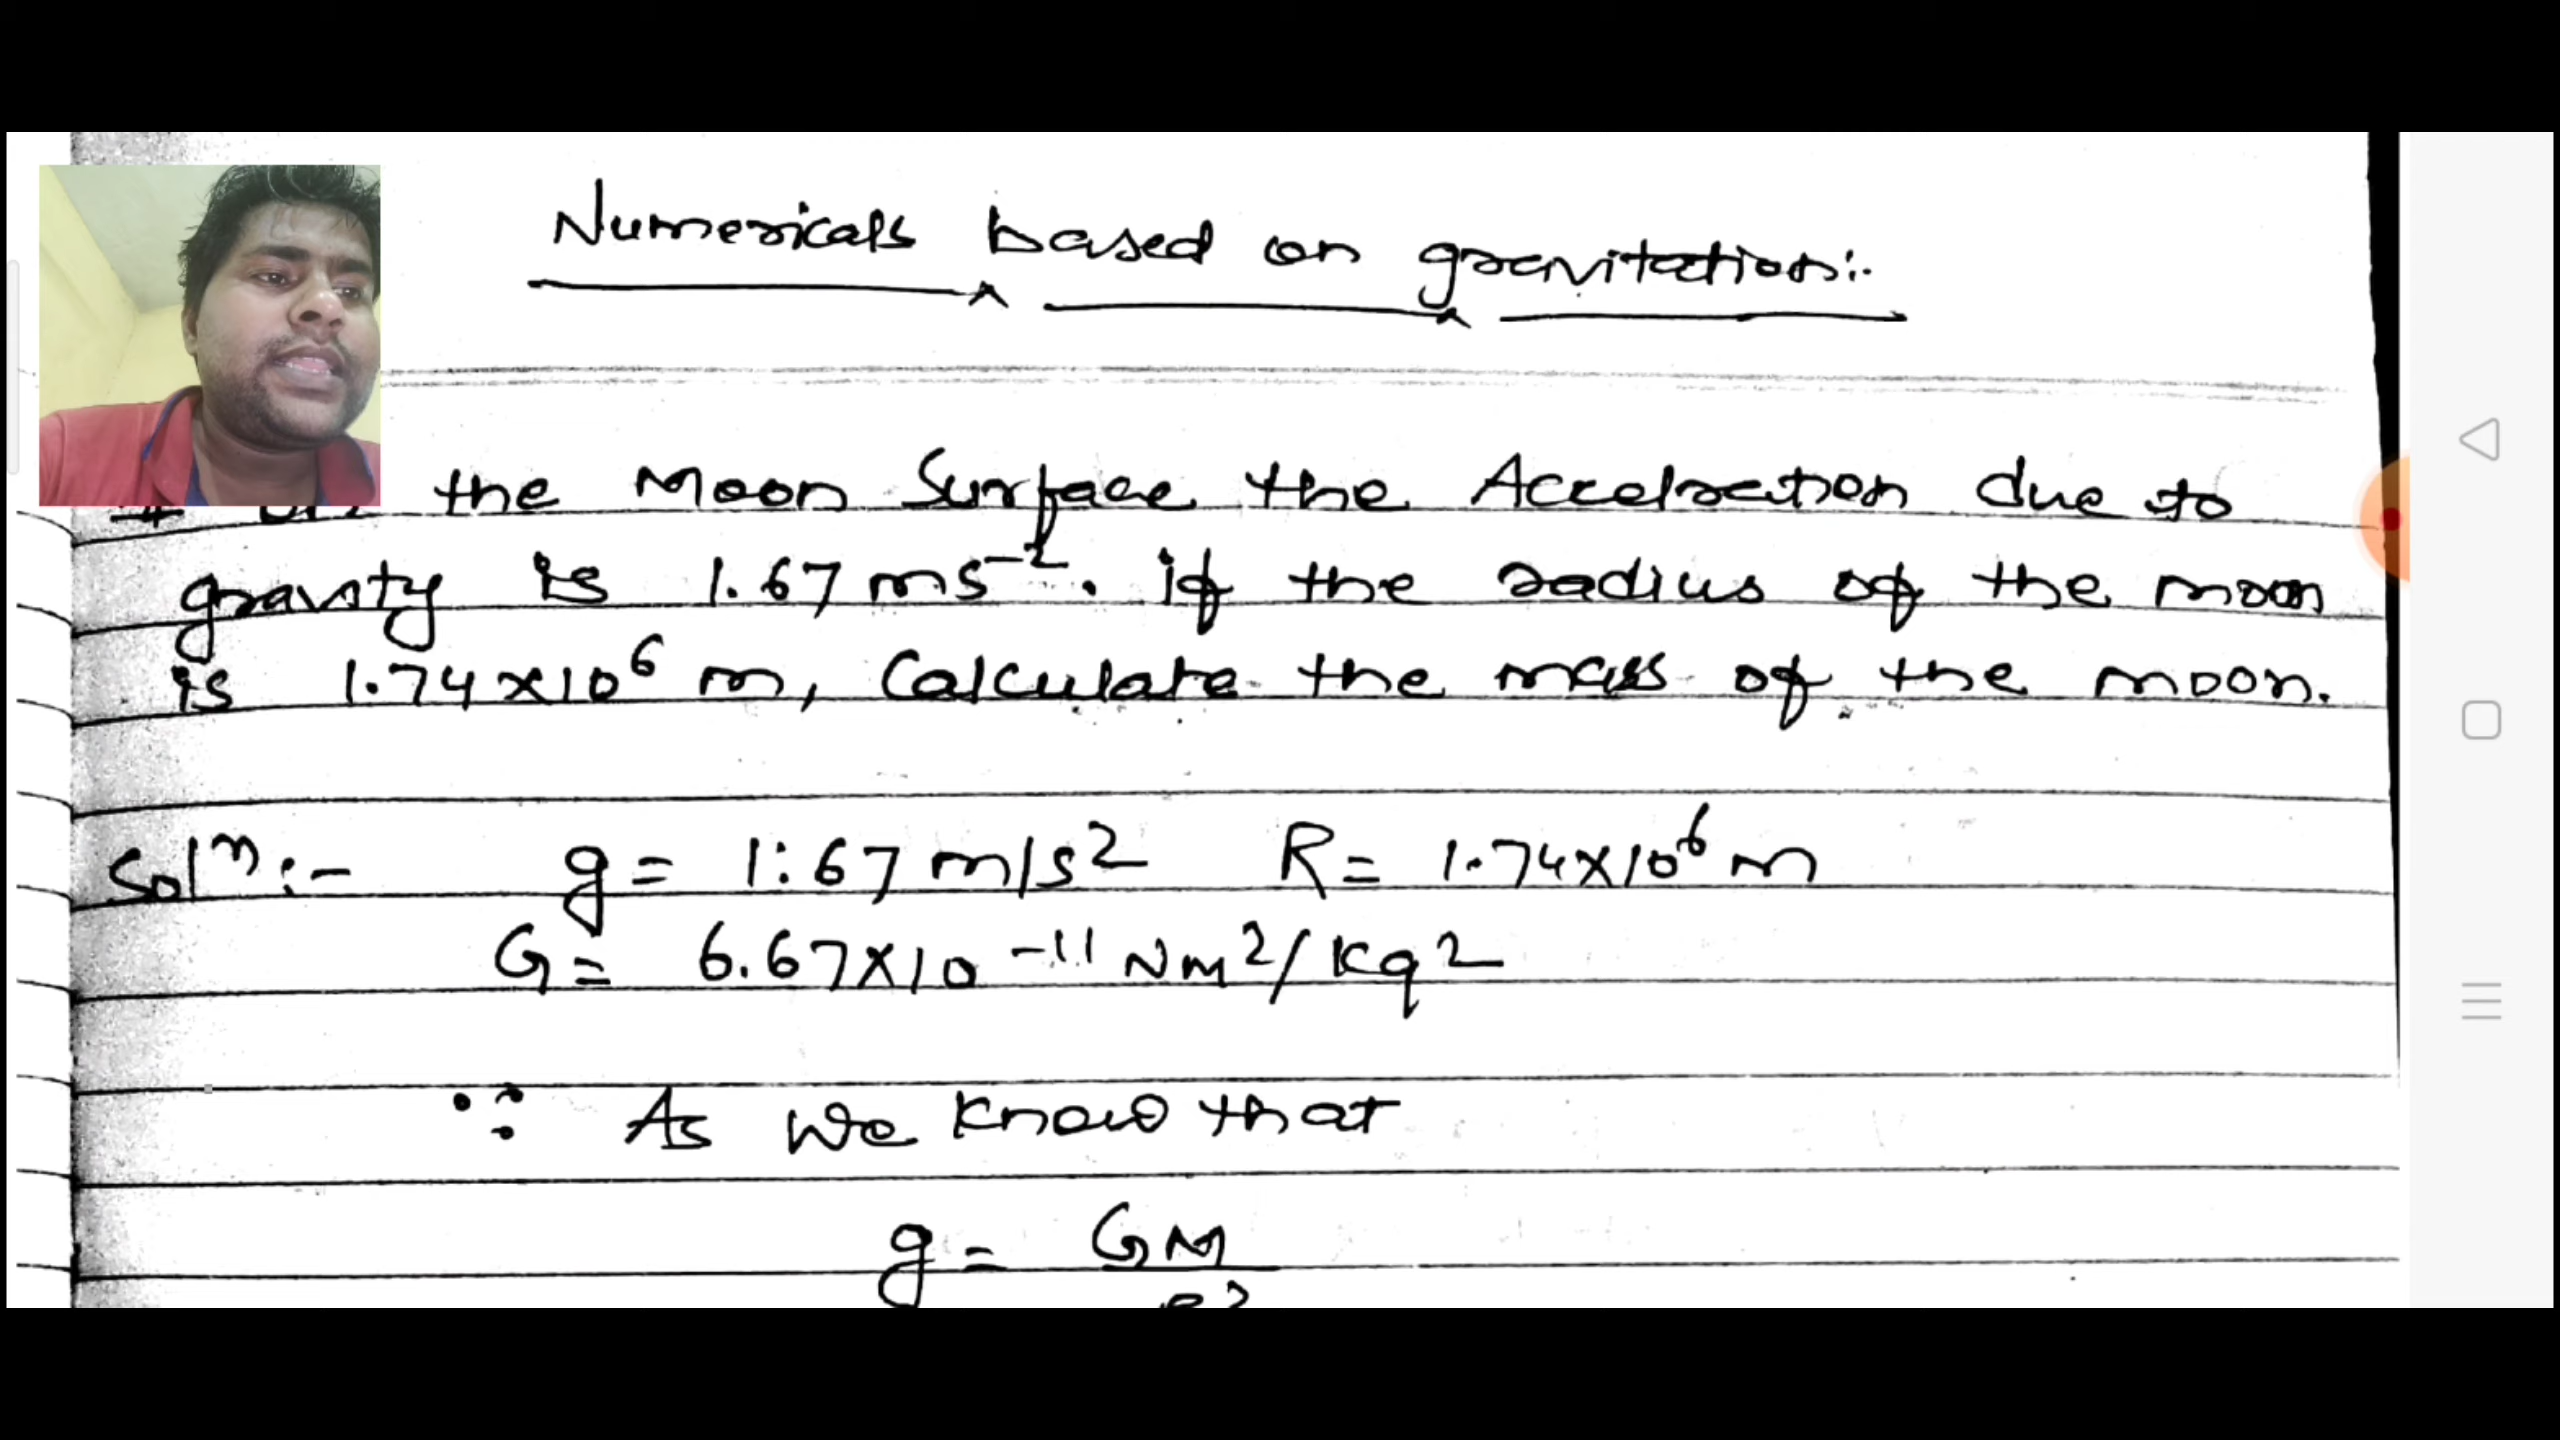 Numericals based on gravitation:-
the Moon Surface the Accelration due to
gravity is 1.67 ms⁻². if the radius of the moon
is 1.74×10⁶ m, Calculate the mass of the moon.
Solⁿ:- g = 1.67 m/s² R = 1.74×10⁶ m
G = 6.67×10⁻¹¹ Nm²/Kg²
∵ As we know that
g = GM